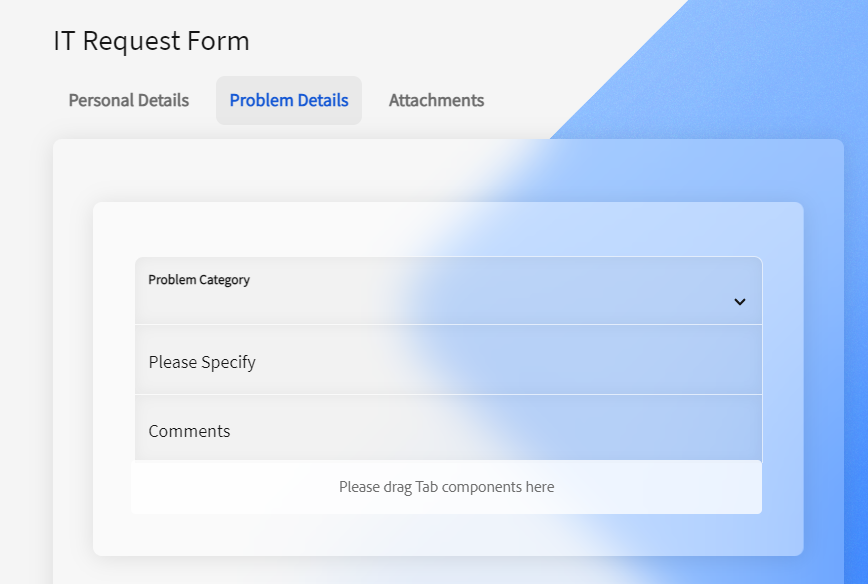 IT Request Form
Personal Details Problem Details Attachments
Problem Category
Please Specify
Comments
Please drag Tab components here